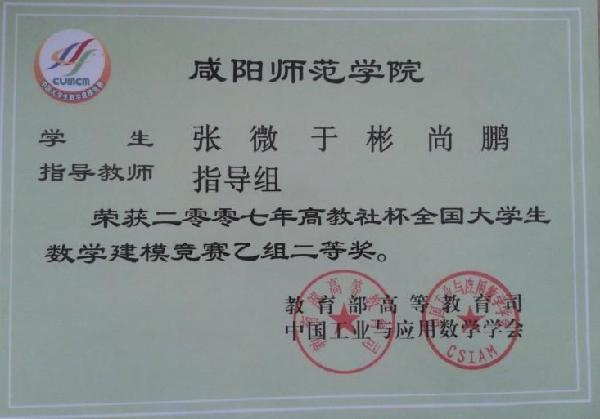 CUMCM
咸阳师范学院
学生 张微 于彬 尚鹏
指导教师 指导组
荣获二零零七年高教社杯全国大学生
数学建模竞赛乙组二等奖。
教育部高等教育司
中国工业与应用数学学会
CSIAM